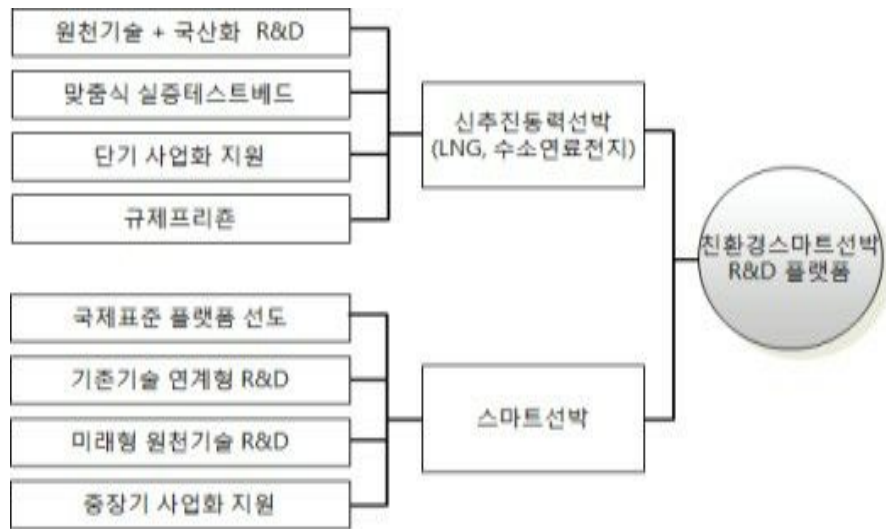 원천기술 + 국산화 R&D
맞춤식 실증테스트베드
단기 사업화 지원
규제프리죤
신추진동력선박
(LNG, 수소연료전지)
국제표준 플랫폼 선도
기존기술 연계형 R&D
미래형 원천기술 R&D
중장기 사업화 지원
스마트선박
친환경스마트선박
R&D 플랫폼